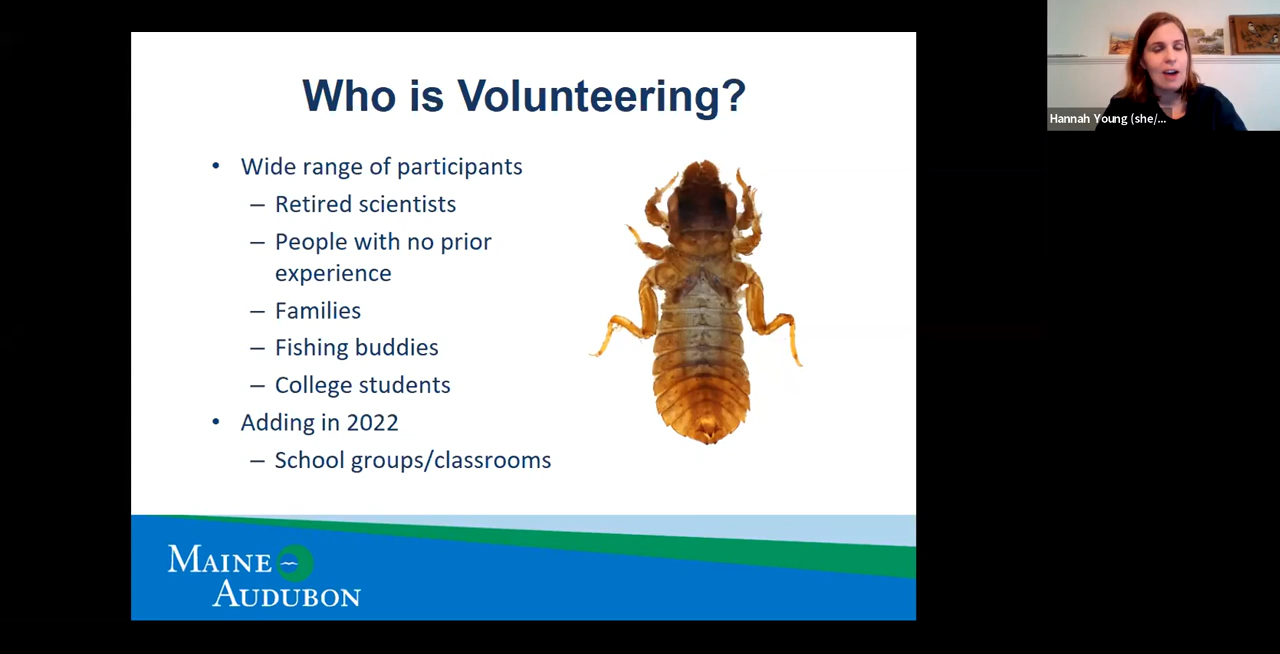 Who is Volunteering?
• Wide range of participants
– Retired scientists
– People with no prior
experience
– Families
– Fishing buddies
– College students
• Adding in 2022
– School groups/classrooms
MAINE
AUDUBON
Hannah Young (she/...